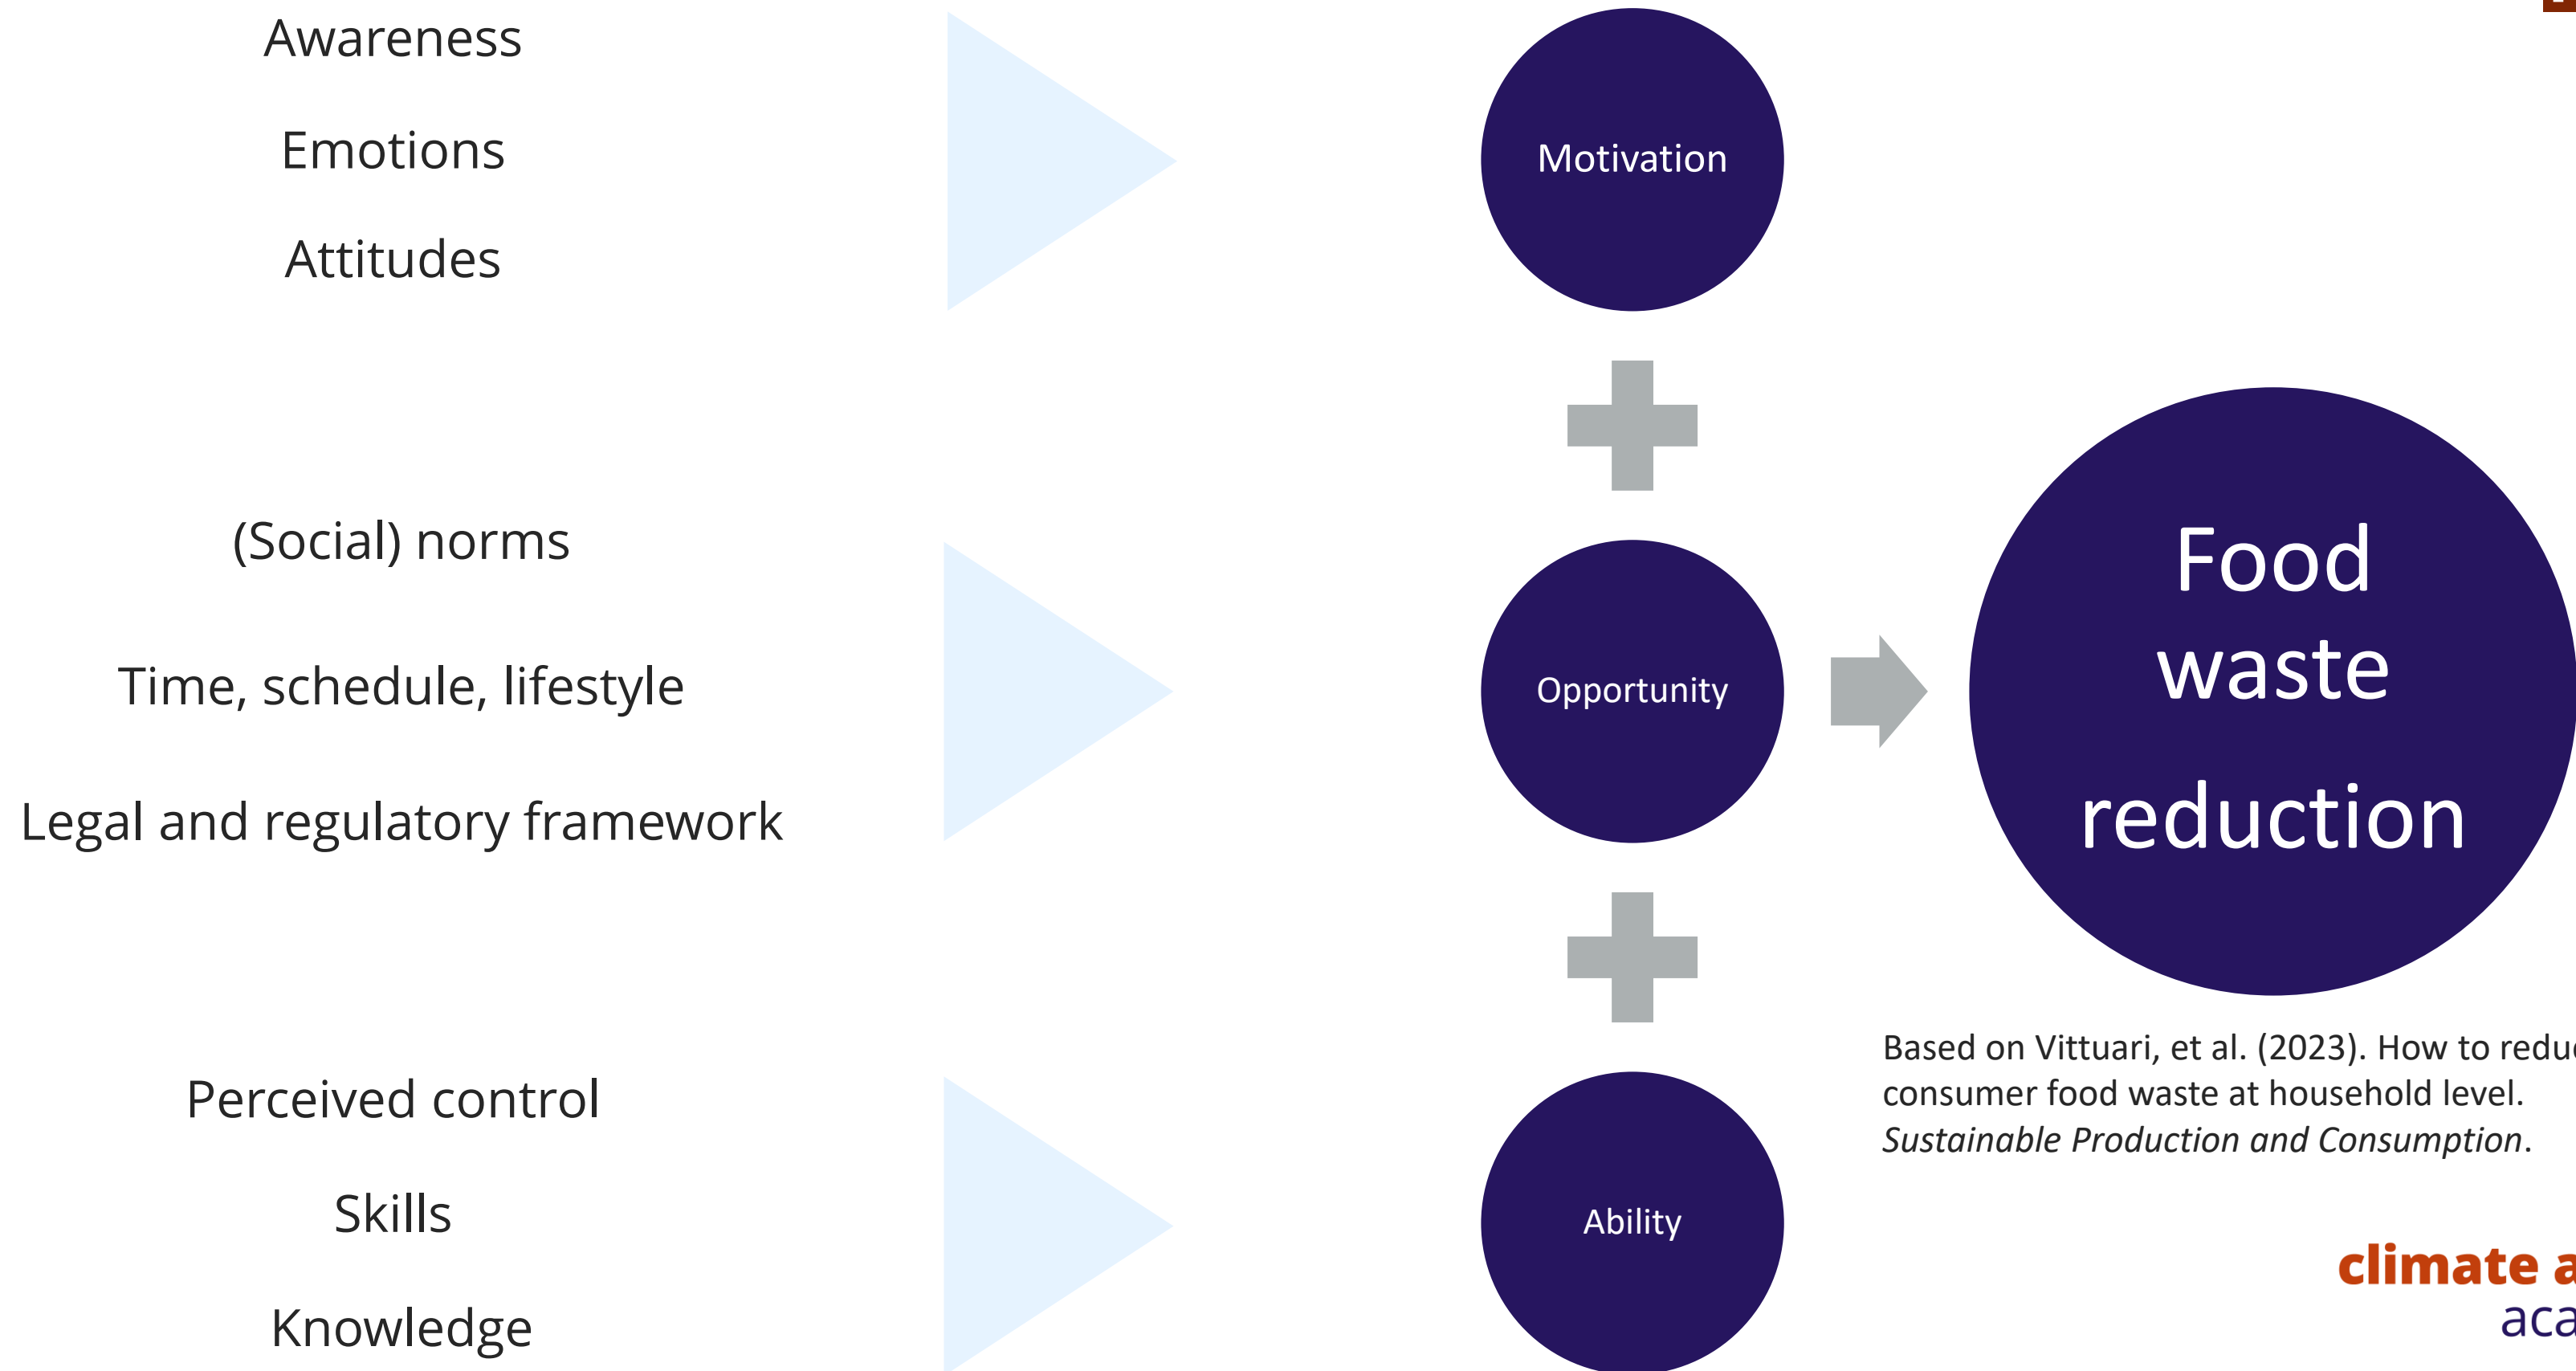 Awareness
Emotions
Attitudes
Motivation
(Social) norms
Time, schedule, lifestyle
Legal and regulatory framework
Opportunity
Perceived control
Skills
Knowledge
Ability
Food
waste
reduction
Based on Vittuari, et al. (2023). How to
consumer food waste at household level.
Sustainable Production and Consumption.
climate